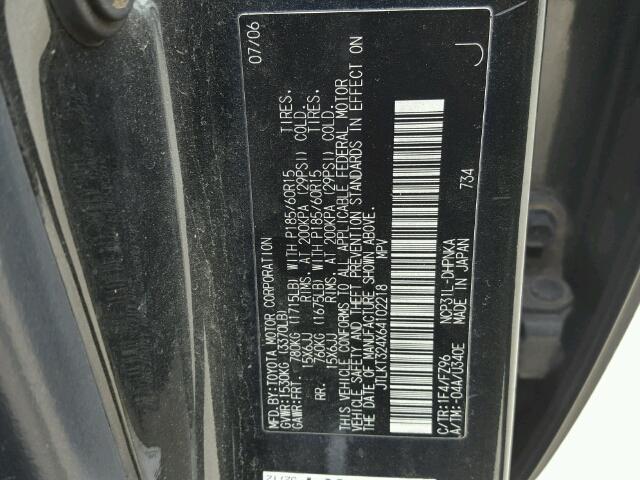 MFD.BY:TOYOTA MOTOR CORPORATION 07/06
GVWR:1530KG (3370LB)
GAWR:FRT. 780KG (1715LB) WITH P185/60R15 TIRES.
15X6JJ RIMS, AT 200KPA (29PSI) COLD.
RR. 760KG (1675LB) WITH P185/60R15 TIRES.
15X6JJ RIMS, AT 200KPA (29PSI) COLD.
THIS VEHICLE CONFORMS TO ALL APPLICABLE FEDERAL MOTOR
VEHICLE SAFETY AND THEFT PREVENTION STANDARDS IN EFFECT ON
THE DATE OF MANUFACTURE SHOWN ABOVE.
JTLKT324X64102218 MPV
C/TR:1F4/FZ96 NCP31L-DHPNKA
A/TM:-04A/U340E MADE IN JAPAN 734
J